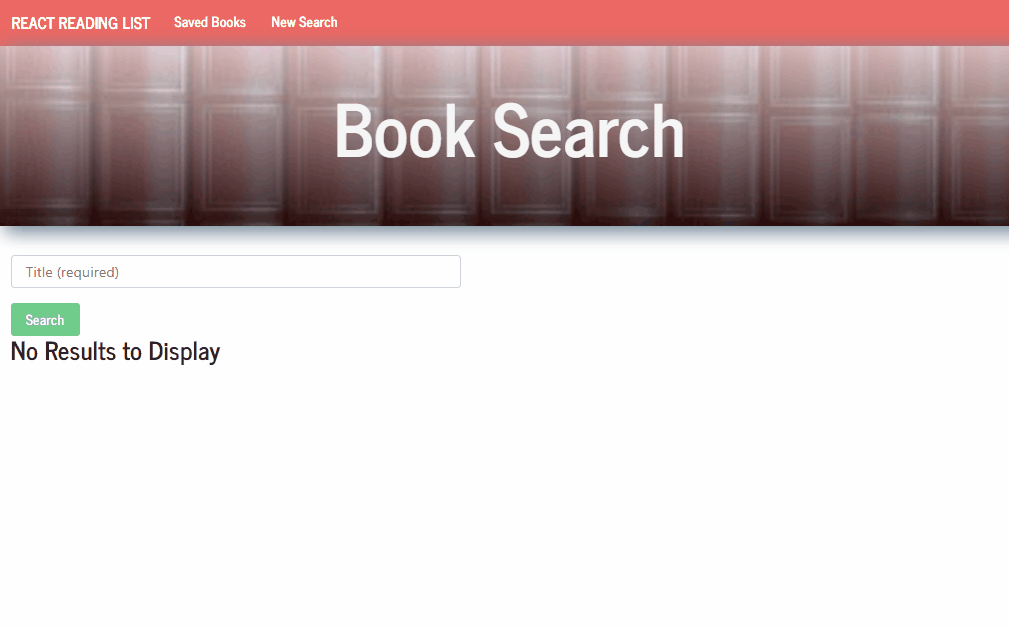 REACT READING LIST Saved Books New Search
Book Search
Title (required)
Search
No Results to Display